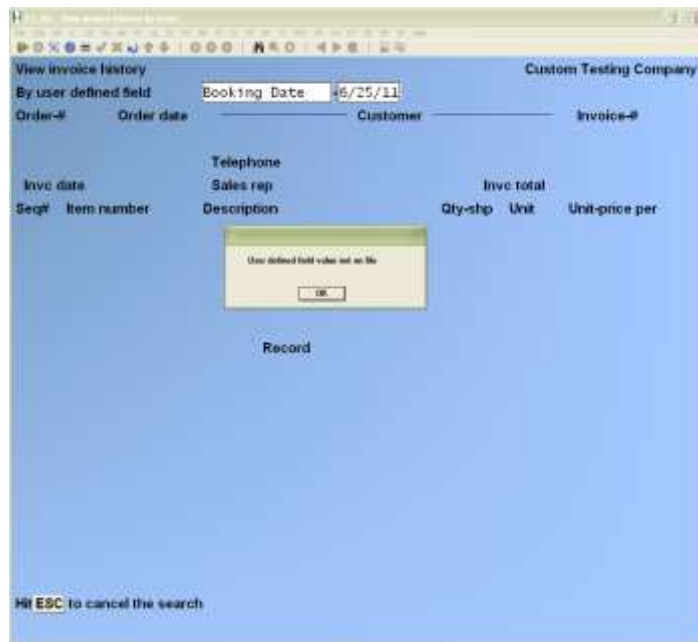 View invoice history Custom Testing Company
By user defined field Booking Date 6/25/11
Order-# Order date Customer Invoice-#
Telephone
Invc date Sales rep Invc total
Seq# Item number Description Qty-shp Unit Unit-price per
User defined field value not on file
OK
Record
Hit ESC to cancel the search